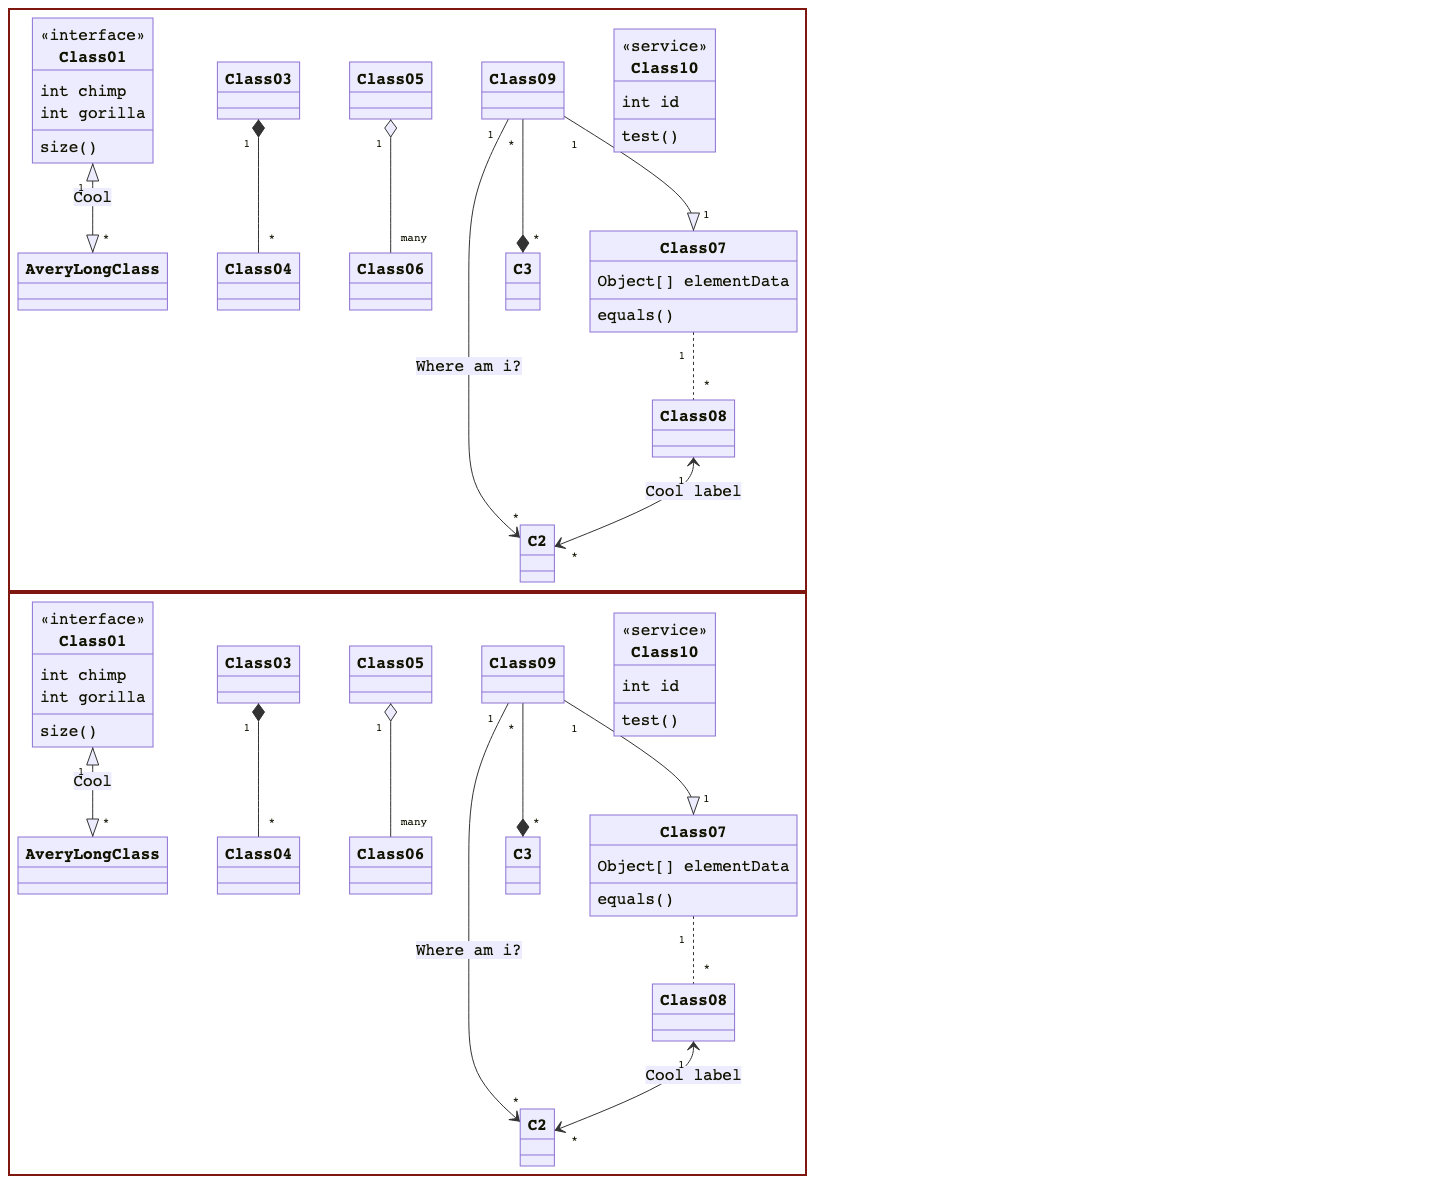 «interface»
Class01
int chimp
int gorilla
size()
Class03
Class05
Class09
«service»
Class10
int id
test()
1
Cool
*
1
*
1
many
1
*
*
1
1
AveryLongClass
Class04
Class06
C3
Class07
Object[] elementData
equals()
Where am i?
1
*
Class08
1
Cool label
*
*
C2
«interface»
Class01
int chimp
int gorilla
size()
Class03
Class05
Class09
«service»
Class10
int id
test()
1
Cool
*
1
*
1
many
1
*
*
1
1
AveryLongClass
Class04
Class06
C3
Class07
Object[] elementData
equals()
Where am i?
1
*
Class08
1
Cool label
*
*
C2